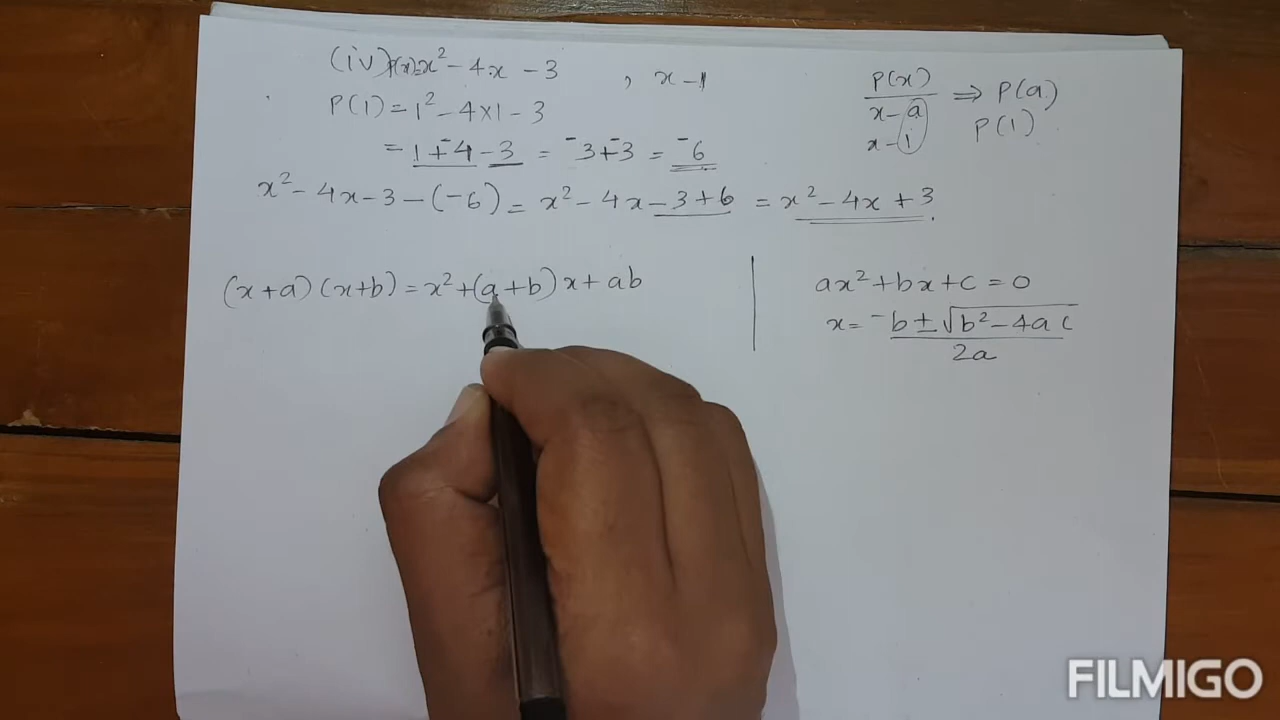 (iv) P(x)=x² - 4x - 3 , x-1
P(1) = 1² - 4×1 - 3
= 1 + ⁻4 - 3 = ⁻3 + ⁻3 = ⁻6
x² - 4x - 3 - (-6) = x² - 4x - 3 + 6 = x² - 4x + 3.
P(x)/(x-a) ⇒ P(a)
x-1 P(1)
(x+a)(x+b) = x² + (a+b)x + ab
ax² + bx + c = 0
x = (⁻b ± √(b² - 4ac))/2a
FILMIGO